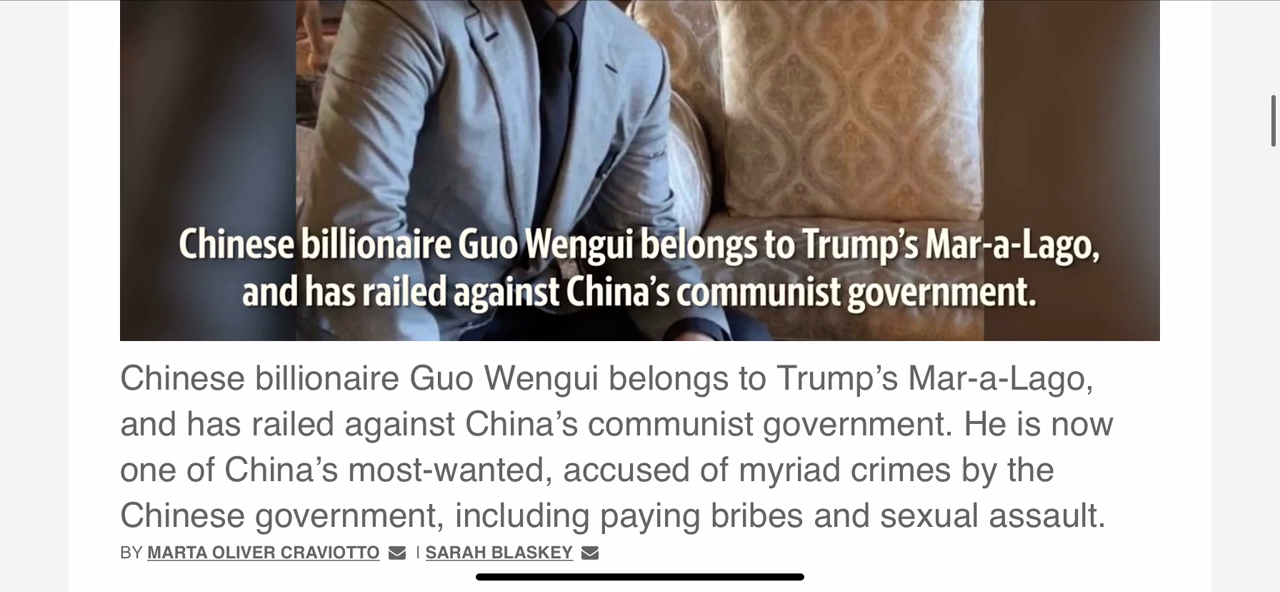 Chinese billionaire Guo Wengui belongs to Trump’s Mar-a-Lago,
and has railed against China’s communist government.
Chinese billionaire Guo Wengui belongs to Trump’s Mar-a-Lago,
and has railed against China’s communist government. He is now
one of China’s most-wanted, accused of myriad crimes by the
Chinese government, including paying bribes and sexual assault.
BY MARTA OLIVER CRAVIOTTO | SARAH BLASKEY